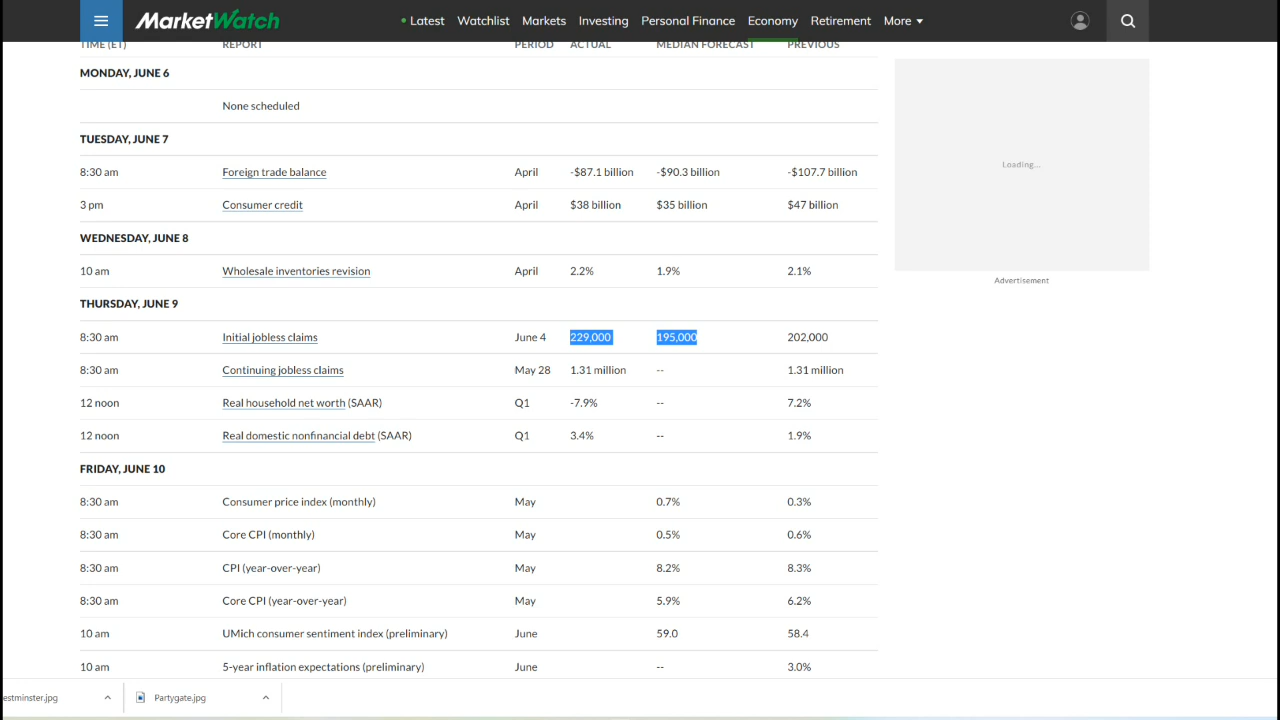 MarketWatch Latest Watchlist Markets Investing Personal Finance Economy Retirement More
TIME (ET) REPORT PERIOD ACTUAL MEDIAN FORECAST PREVIOUS
MONDAY, JUNE 6
None scheduled
TUESDAY, JUNE 7
8:30 am Foreign trade balance April -$87.1 billion -$90.3 billion -$107.7 billion
Loading...
3 pm Consumer credit April $38 billion $35 billion $47 billion
WEDNESDAY, JUNE 8
10 am Wholesale inventories revision April 2.2% 1.9% 2.1%
Advertisement
THURSDAY, JUNE 9
8:30 am Initial jobless claims June 4 229,000 195,000 202,000
8:30 am Continuing jobless claims May 28 1.31 million -- 1.31 million
12 noon Real household net worth (SAAR) Q1 -7.9% -- 7.2%
12 noon Real domestic nonfinancial debt (SAAR) Q1 3.4% -- 1.9%
FRIDAY, JUNE 10
8:30 am Consumer price index (monthly) May 0.7% 0.3%
8:30 am Core CPI (monthly) May 0.5% 0.6%
8:30 am CPI (year-over-year) May 8.2% 8.3%
8:30 am Core CPI (year-over-year) May 5.9% 6.2%
10 am UMich consumer sentiment index (preliminary) June 59.0 58.4
10 am 5-year inflation expectations (preliminary) June -- 3.0%
estminster.jpg Partygate.jpg